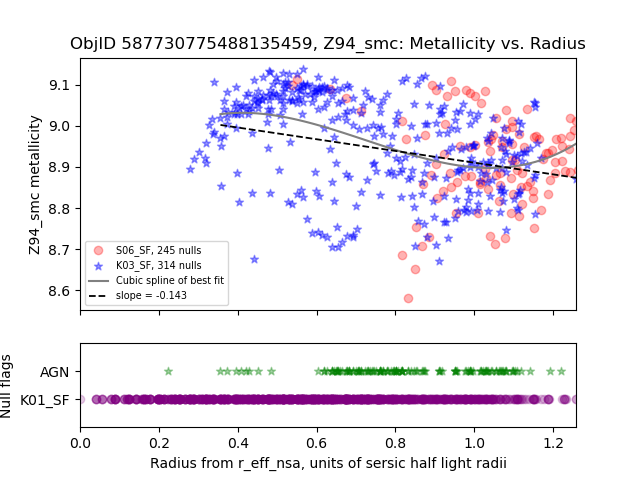 ObjID 587730775488135459, Z94_smc: Metallicity vs. Radius
9.1
9.0
8.9
8.8
8.7
8.6
Z94_smc metallicity
S06_SF, 245 nulls
K03_SF, 314 nulls
Cubic spline of best fit
slope = -0.143
AGN
K01_SF
Null flags
0.0 0.2 0.4 0.6 0.8 1.0 1.2
Radius from r_eff_nsa, units of sersic half light radii